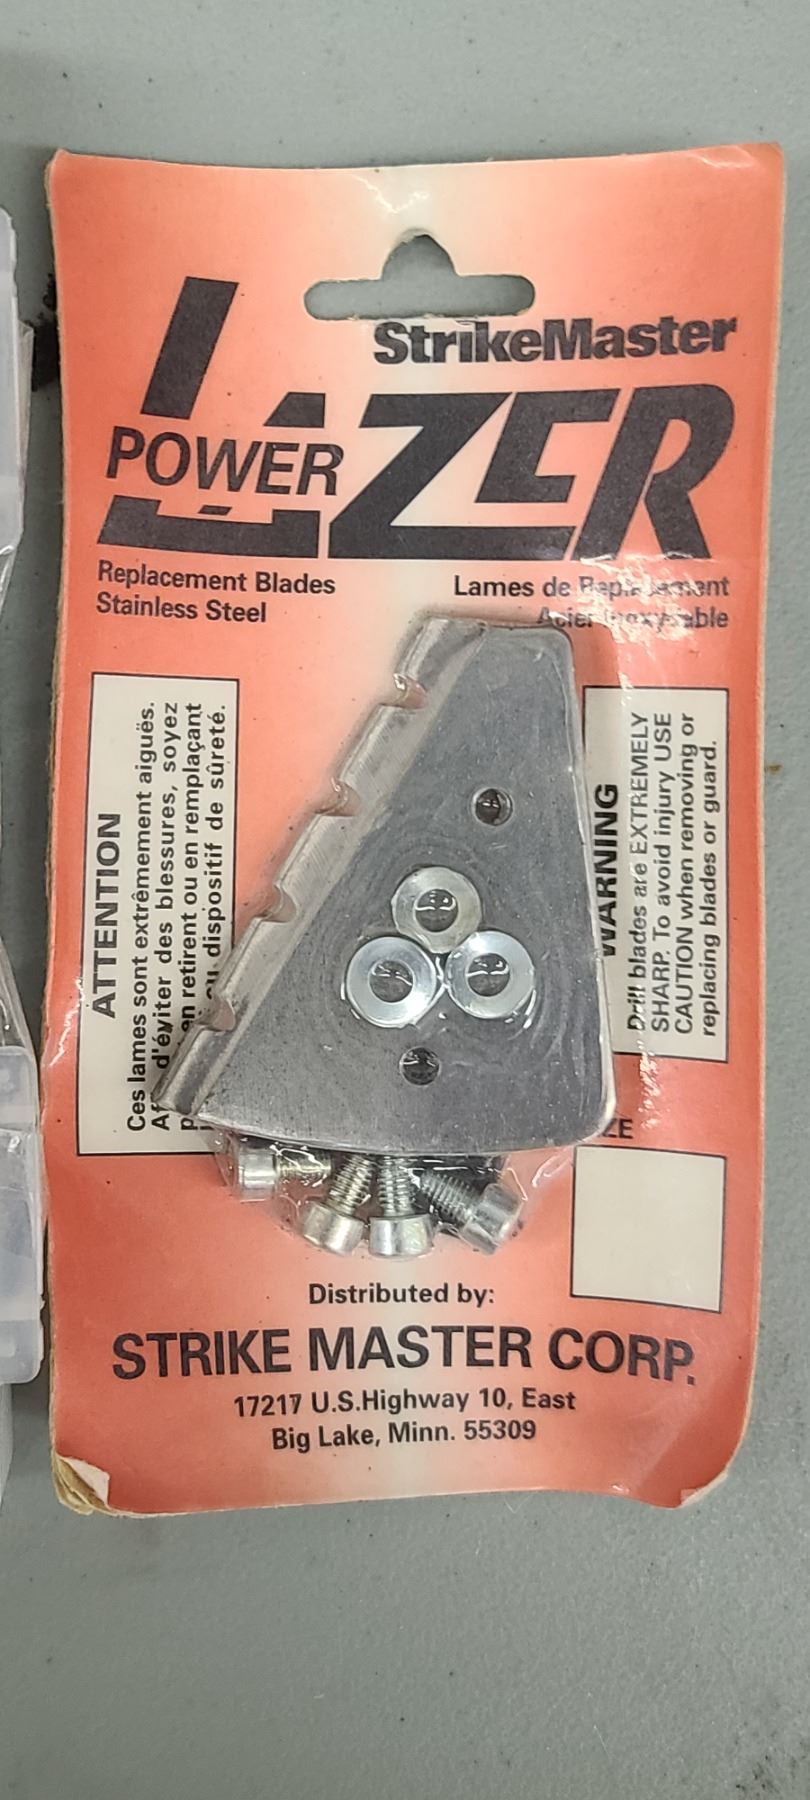 StrikeMaster
LAZER
POWER
Replacement Blades
Stainless Steel
Lames de
Acier
ATTENTION
Ces lames sont extrêmement aiguës.
d'éviter des blessures, soyez
en retirent ou en remplaçant
ou dispositif de sûreté.
WARNING
Drill blades are EXTREMELY
SHARP. To avoid injury USE
CAUTION when removing or
replacing blades or guard.
Distributed by:
STRIKE MASTER CORP.
17217 U.S.Highway 10, East
Big Lake, Minn. 55309